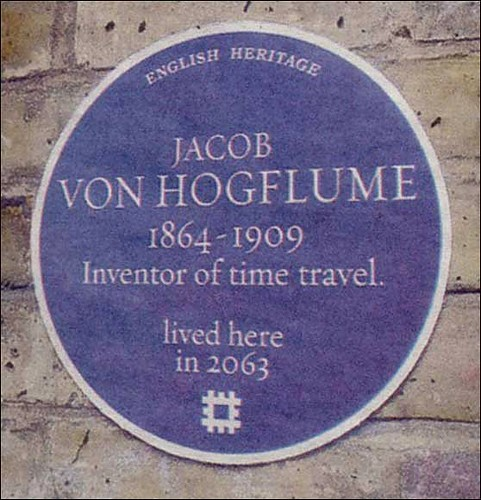 ENGLISH HERITAGE
JACOB
VON HOGFLUME
1864-1909
Inventor of time travel.
lived here
in 2063